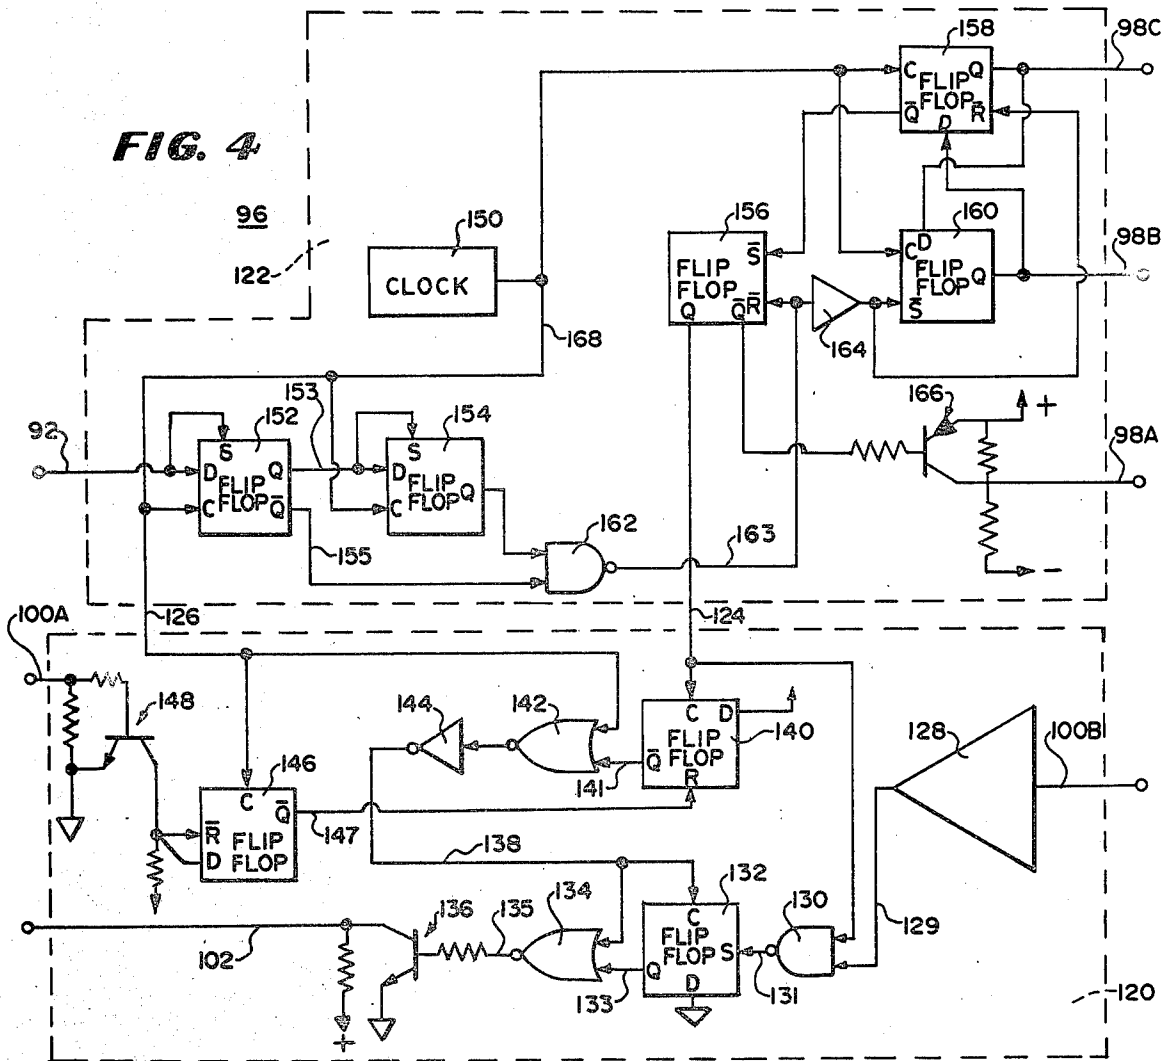 FIG. 4
96
122
150
CLOCK
168
158
C Q
FLIP
FLOP
Q̅ R̅
D
98C
156
S̅
FLIP
FLOP
Q Q̅ R̅
164
160
C D
FLIP
FLOP Q
S̅
98B
166
+
98A
−
92
152
S
D Q
FLIP
FLOP
C Q̅
153
154
S
D
FLIP
FLOP Q
C
155
162
163
126
124
100A
148
146
C Q̅
R̅
FLIP
D FLOP
147
144
142
141
140
C D
FLIP
FLOP
Q̅ R
128
100B
138
136
135
134
133
132
C
FLIP
FLOP S
Q
D
131
130
129
102
+
120